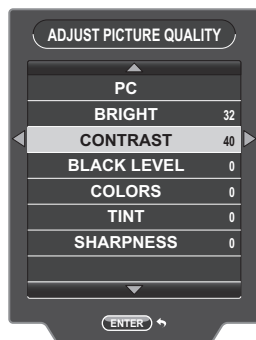 ADJUST PICTURE QUALITY
PC
BRIGHT 32
CONTRAST 40
BLACK LEVEL 0
COLORS 0
TINT 0
SHARPNESS 0
ENTER